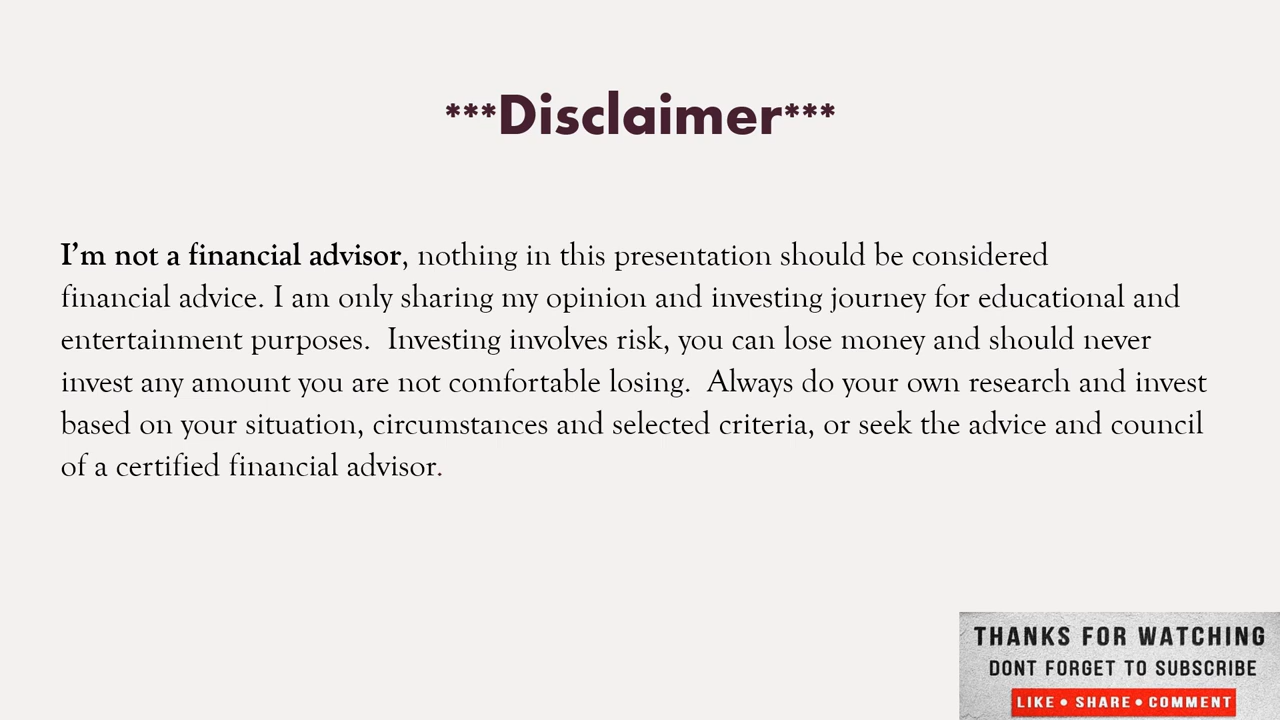 ***Disclaimer***
I'm not a financial advisor, nothing in this presentation should be considered
financial advice. I am only sharing my opinion and investing journey for educational and
entertainment purposes.  Investing involves risk, you can lose money and should never
invest any amount you are not comfortable losing.  Always do your own research and invest
based on your situation, circumstances and selected criteria, or seek the advice and council
of a certified financial advisor.
THANKS FOR WATCHING
DONT FORGET TO SUBSCRIBE
LIKE • SHARE • COMMENT